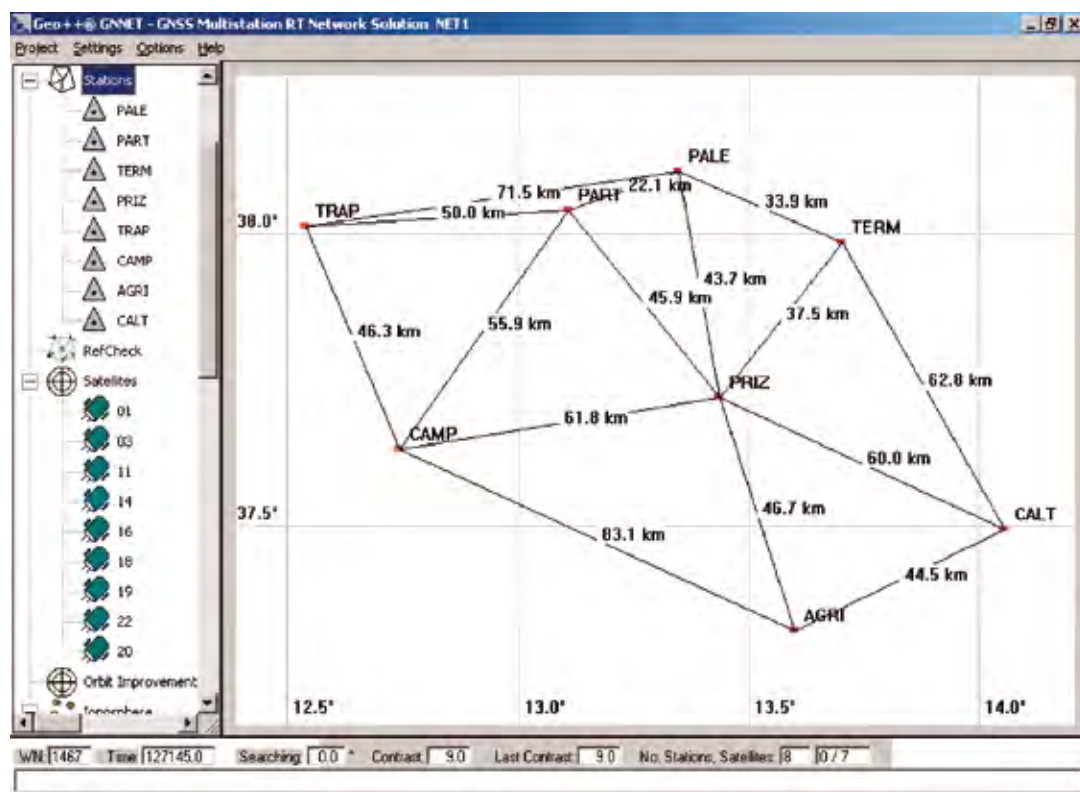 Geo++® GNNET - GNSS Multistation RT Network Solution NET1
Project Settings Options Help
Stations
PALE
PART
TERM
PRIZ
TRAP
CAMP
AGRI
CALT
RefCheck
Satellites
01
03
11
14
16
18
19
22
20
Orbit Improvement
Ionosphere
PALE
71.5 km
PART
22.1 km
TRAP
50.0 km
33.9 km
38.0°
TERM
43.7 km
45.9 km
37.5 km
46.3 km
55.9 km
PRIZ
62.8 km
61.8 km
CAMP
60.0 km
46.7 km
37.5°
CALT
83.1 km
44.5 km
AGRI
12.5° 13.0° 13.5° 14.0°
WN: 1467 Time 127145.0 Searching: 0.0 ° Contrast: 9.0 Last Contrast: 9.0 No. Stations, Satellites: 8 0 / 7